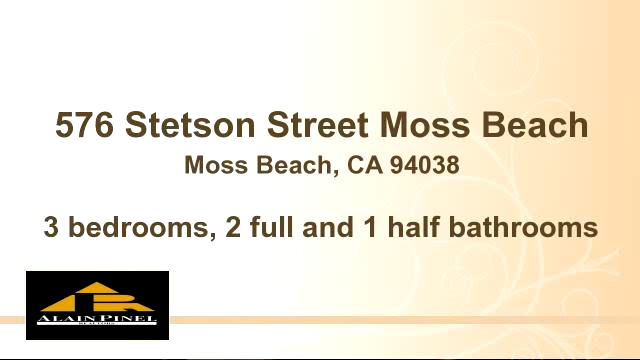 576 Stetson Street Moss Beach
Moss Beach, CA 94038
3 bedrooms, 2 full and 1 half bathrooms
ALAIN PINEL
REALTORS